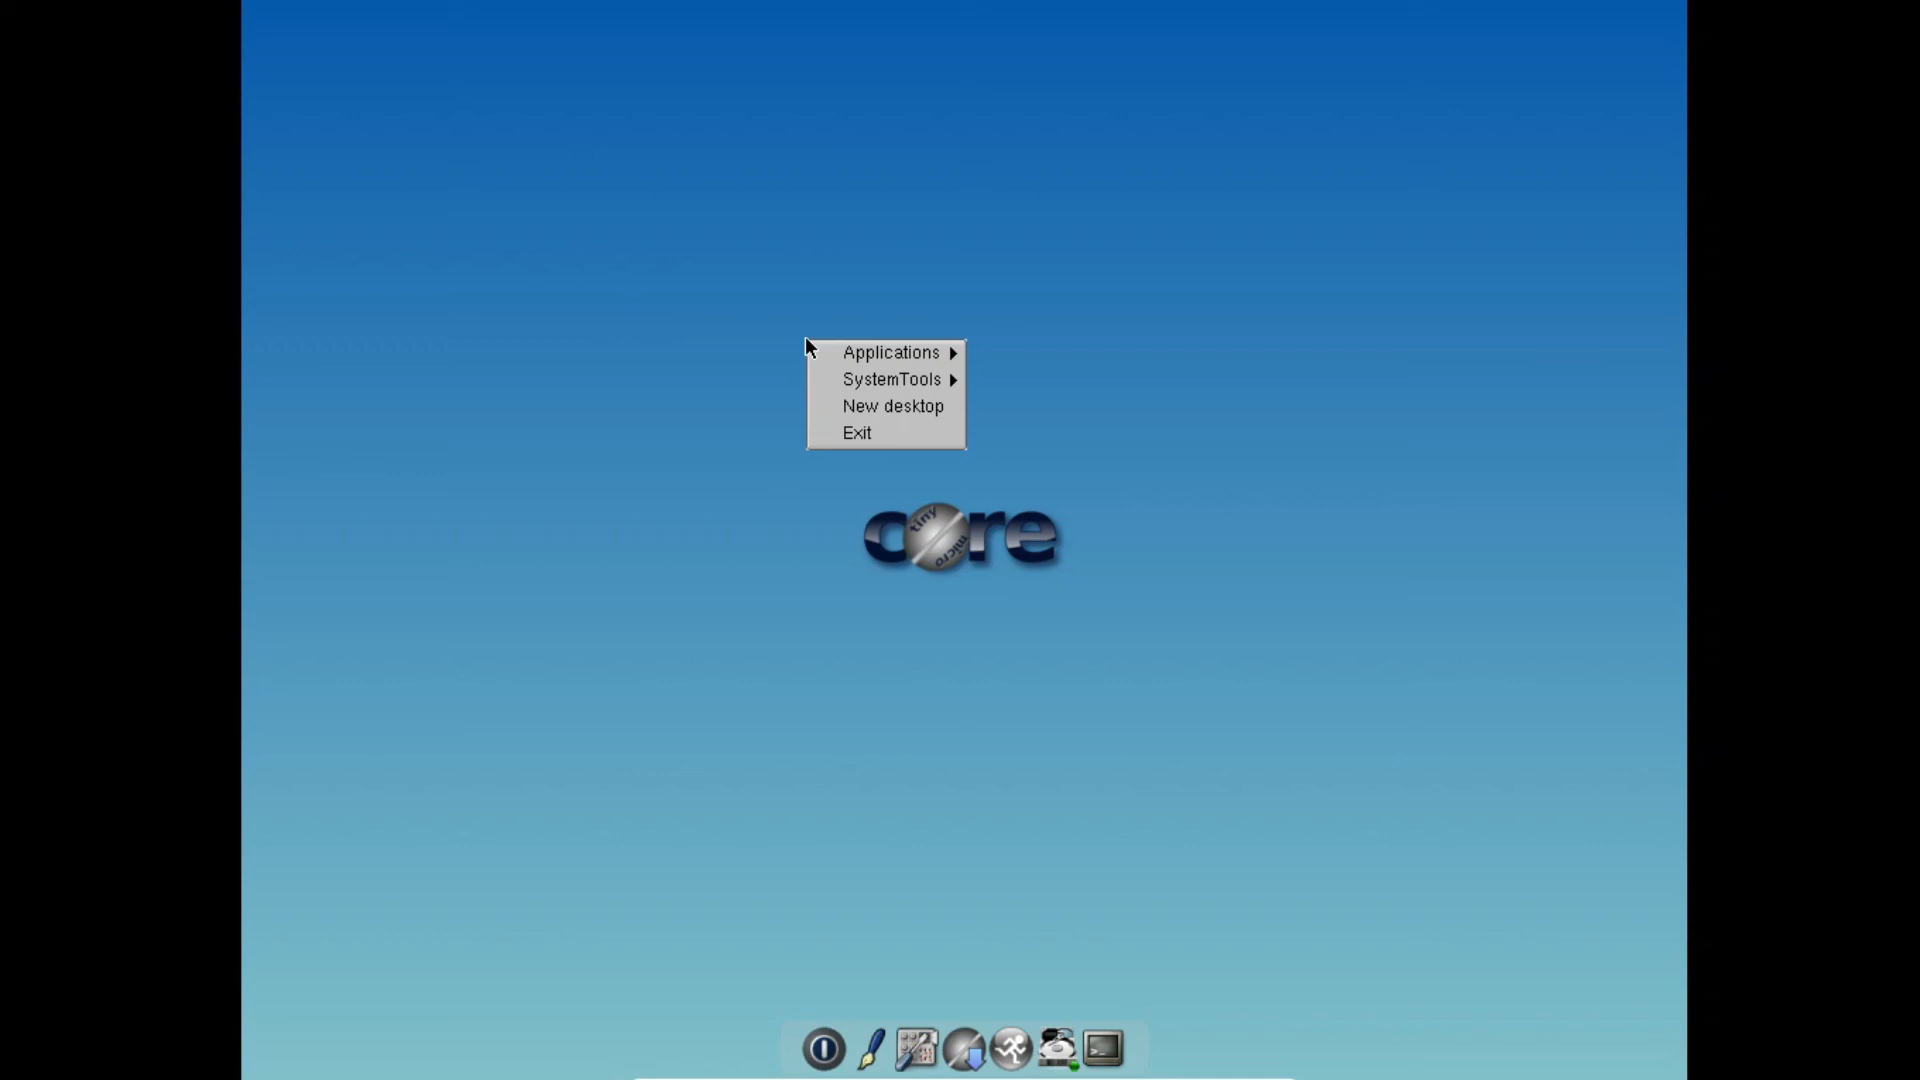 Applications
SystemTools
New desktop
Exit
core
tiny
micro
>_